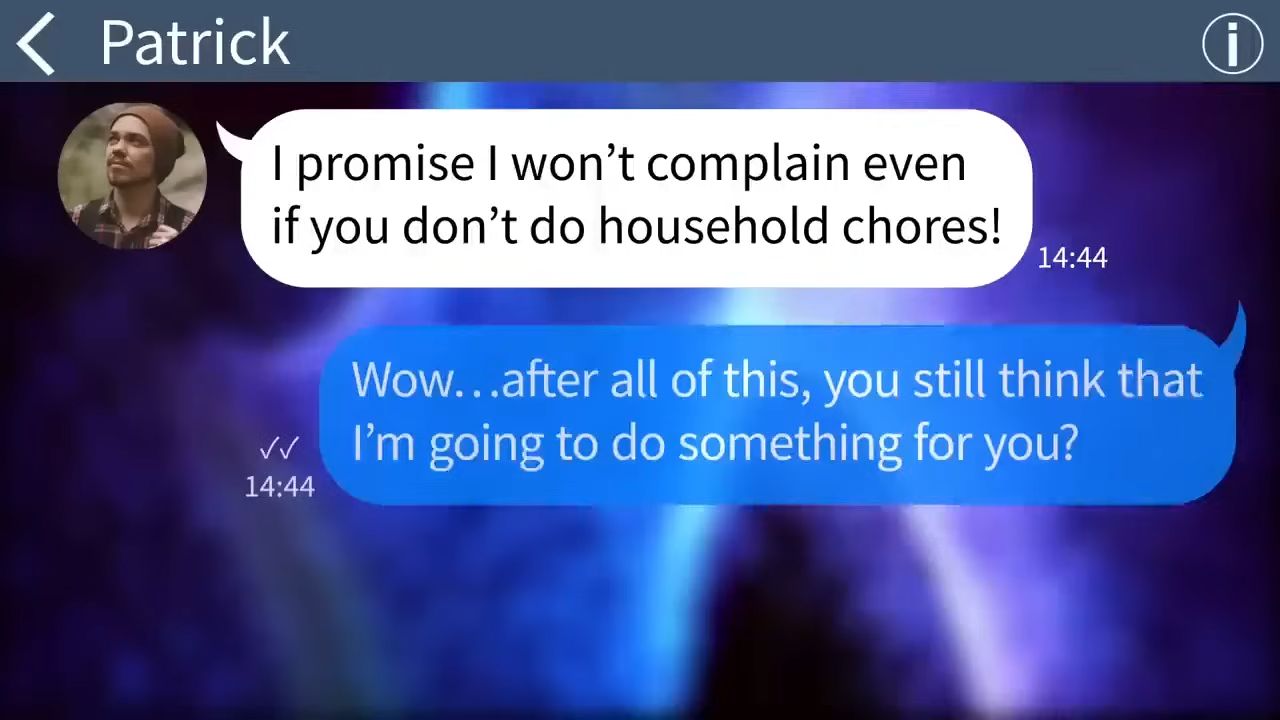 Patrick
I promise I won’t complain even
if you don’t do household chores!
14:44
Wow...after all of this, you still think that
I’m going to do something for you?
14:44